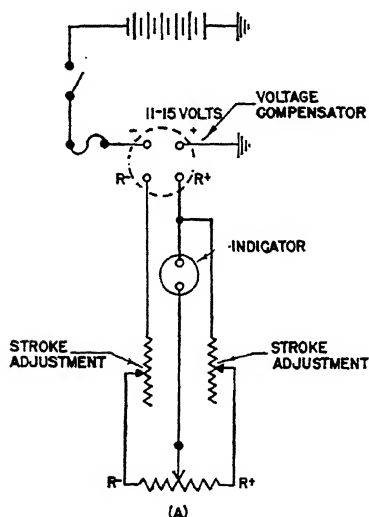 11-15 VOLTS
VOLTAGE
COMPENSATOR
- +
R- R+
INDICATOR
STROKE
ADJUSTMENT
STROKE
ADJUSTMENT
R- R+
(A)